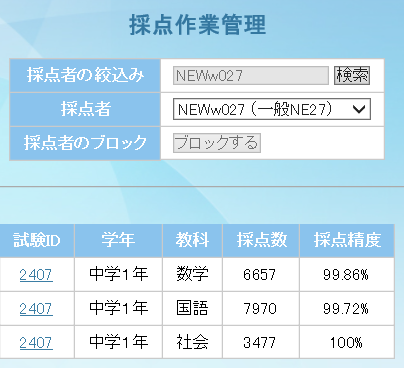 採点作業管理
採点者の絞込み NEWw027 検索
採点者 NEWw027 (一般NE27)
採点者のブロック ブロックする
試験ID 学年 教科 採点数 採点精度
2407 中学1年 数学 6657 99.86%
2407 中学1年 国語 7970 99.72%
2407 中学1年 社会 3477 100%